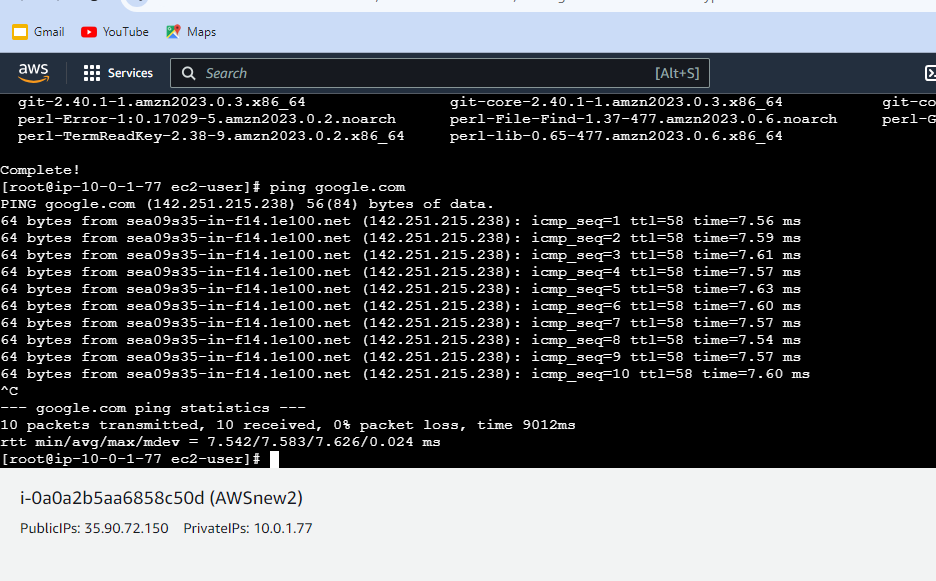 Gmail YouTube Maps
aws Services Search [Alt+S]
git-2.40.1-1.amzn2023.0.3.x86_64 git-core-2.40.1-1.amzn2023.0.3.x86_64 git-co
perl-Error-1:0.17029-5.amzn2023.0.2.noarch perl-File-Find-1.37-477.amzn2023.0.6.noarch perl-G
perl-TermReadKey-2.38-9.amzn2023.0.2.x86_64 perl-lib-0.65-477.amzn2023.0.6.x86_64
Complete!
[root@ip-10-0-1-77 ec2-user]# ping google.com
PING google.com (142.251.215.238) 56(84) bytes of data.
64 bytes from sea09s35-in-f14.1e100.net (142.251.215.238): icmp_seq=1 ttl=58 time=7.56 ms
64 bytes from sea09s35-in-f14.1e100.net (142.251.215.238): icmp_seq=2 ttl=58 time=7.59 ms
64 bytes from sea09s35-in-f14.1e100.net (142.251.215.238): icmp_seq=3 ttl=58 time=7.61 ms
64 bytes from sea09s35-in-f14.1e100.net (142.251.215.238): icmp_seq=4 ttl=58 time=7.57 ms
64 bytes from sea09s35-in-f14.1e100.net (142.251.215.238): icmp_seq=5 ttl=58 time=7.63 ms
64 bytes from sea09s35-in-f14.1e100.net (142.251.215.238): icmp_seq=6 ttl=58 time=7.60 ms
64 bytes from sea09s35-in-f14.1e100.net (142.251.215.238): icmp_seq=7 ttl=58 time=7.57 ms
64 bytes from sea09s35-in-f14.1e100.net (142.251.215.238): icmp_seq=8 ttl=58 time=7.54 ms
64 bytes from sea09s35-in-f14.1e100.net (142.251.215.238): icmp_seq=9 ttl=58 time=7.57 ms
64 bytes from sea09s35-in-f14.1e100.net (142.251.215.238): icmp_seq=10 ttl=58 time=7.60 ms
^C
--- google.com ping statistics ---
10 packets transmitted, 10 received, 0% packet loss, time 9012ms
rtt min/avg/max/mdev = 7.542/7.583/7.626/0.024 ms
[root@ip-10-0-1-77 ec2-user]#
i-0a0a2b5aa6858c50d (AWSnew2)
PublicIPs: 35.90.72.150 PrivateIPs: 10.0.1.77